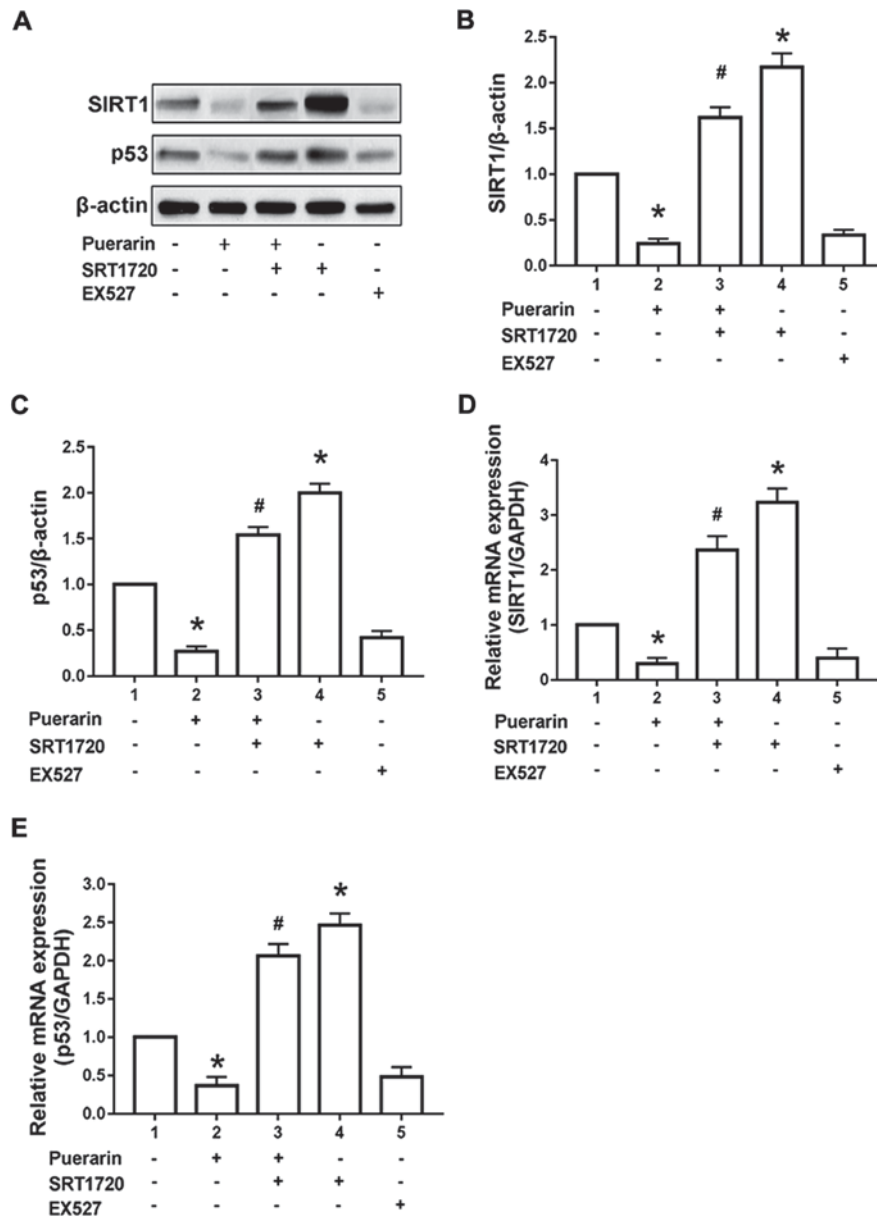 A
SIRT1
p53
β-actin
Puerarin - + + - -
SRT1720 - - + + -
EX527 - - - - +
B
SIRT1/β-actin
2.5
2.0
1.5
1.0
0.5
0.0
* # *
1 2 3 4 5
Puerarin - + + - -
SRT1720 - - + + -
EX527 - - - - +
C
p53/β-actin
2.5
2.0
1.5
1.0
0.5
0.0
* # *
1 2 3 4 5
Puerarin - + + - -
SRT1720 - - + + -
EX527 - - - - +
D
Relative mRNA expression
(SIRT1/GAPDH)
4
3
2
1
0
* # *
1 2 3 4 5
Puerarin - + + - -
SRT1720 - - + + -
EX527 - - - - +
E
Relative mRNA expression
(p53/GAPDH)
3.0
2.5
2.0
1.5
1.0
0.5
0.0
* # *
1 2 3 4 5
Puerarin - + + - -
SRT1720 - - + + -
EX527 - - - - +